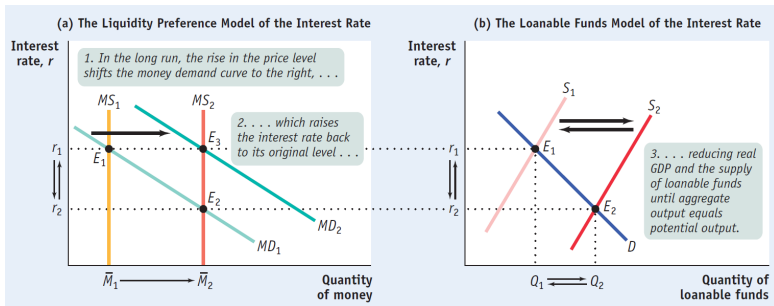 (a) The Liquidity Preference Model of the Interest Rate
Interest
rate, r
1. In the long run, the rise in the price level
shifts the money demand curve to the right, . . .
MS1
MS2
2. . . . which raises
the interest rate back
to its original level . . .
r1
E1
E3
r2
E2
MD2
MD1
M̅1
M̅2
Quantity
of money
(b) The Loanable Funds Model of the Interest Rate
Interest
rate, r
S1
S2
r1
E1
3. . . . reducing real
GDP and the supply
of loanable funds
until aggregate
output equals
potential output.
r2
E2
D
Q1
Q2
Quantity of
loanable funds